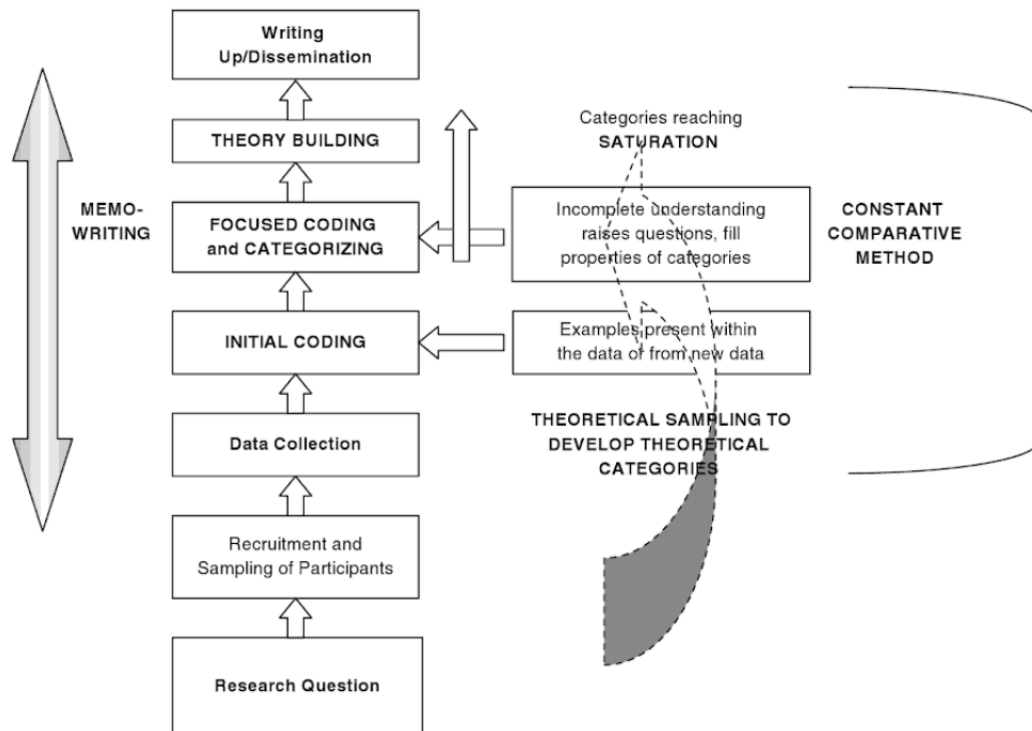 Writing
Up/Dissemination
THEORY BUILDING
Categories reaching
SATURATION
MEMO-
WRITING
FOCUSED CODING
and CATEGORIZING
Incomplete understanding
raises questions, fill
properties of categories
CONSTANT
COMPARATIVE
METHOD
INITIAL CODING
Examples present within
the data or from new data
Data Collection
THEORETICAL SAMPLING TO
DEVELOP THEORETICAL
CATEGORIES
Recruitment and
Sampling of Participants
Research Question